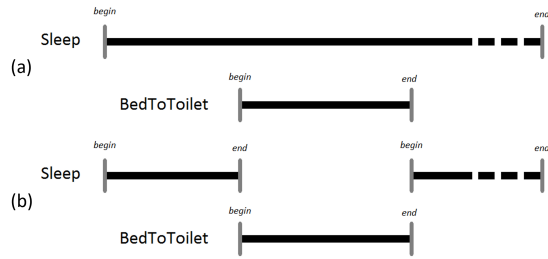 begin end
Sleep
(a)
begin end
BedToToilet
begin end begin end
Sleep
(b)
begin end
BedToToilet